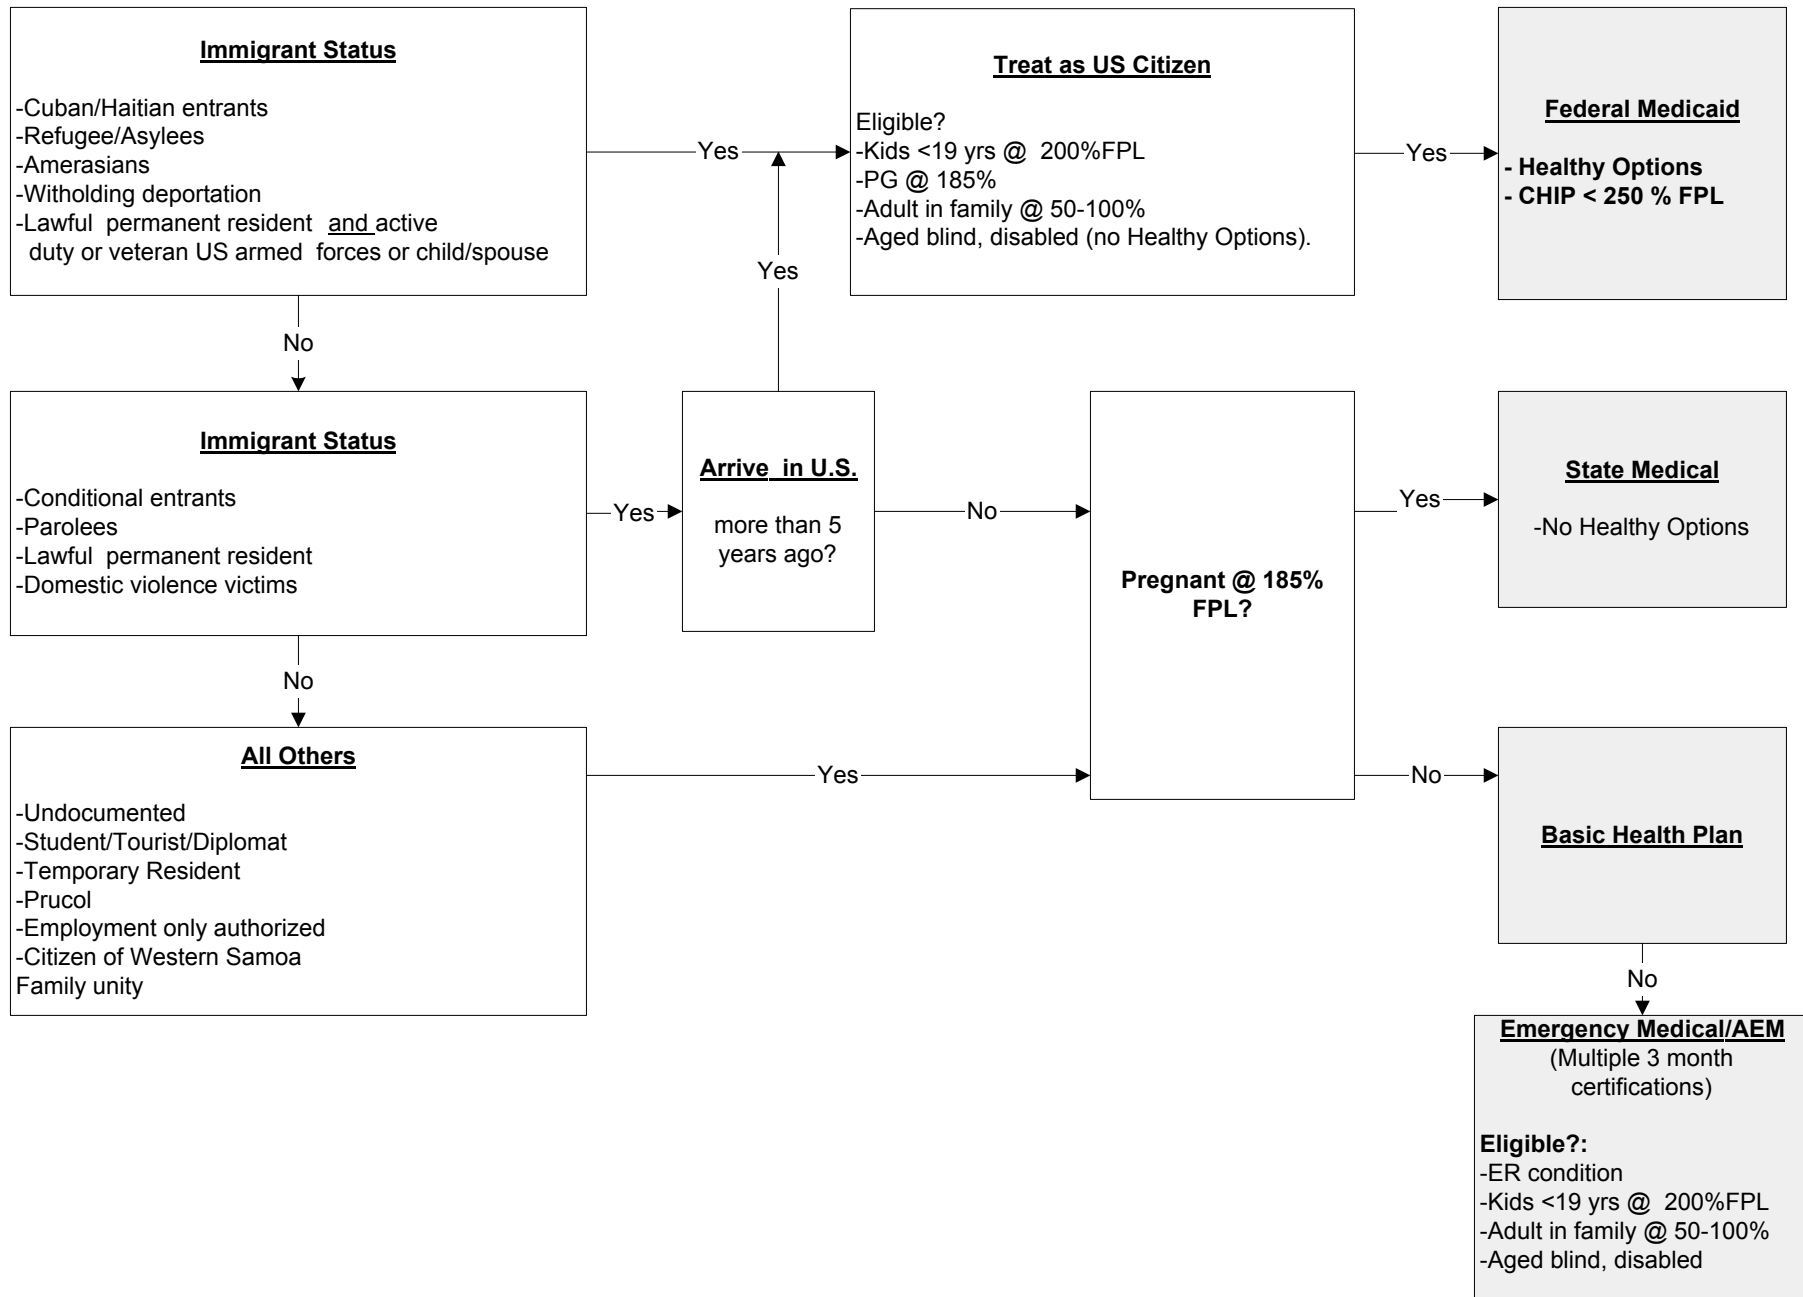 Immigrant Status
-Cuban/Haitian entrants
-Refugee/Asylees
-Amerasians
-Witholding deportation
-Lawful permanent resident and active
duty or veteran US armed forces or child/spouse
Yes
Treat as US Citizen
Eligible?
-Kids <19 yrs @ 200%FPL
-PG @ 185%
-Adult in family @ 50-100%
-Aged blind, disabled (no Healthy Options).
Yes
Federal Medicaid
- Healthy Options
- CHIP < 250 % FPL
Yes
No
Immigrant Status
-Conditional entrants
-Parolees
-Lawful permanent resident
-Domestic violence victims
Yes
Arrive in U.S.
more than 5
years ago?
No
Pregnant @ 185%
FPL?
Yes
State Medical
-No Healthy Options
No
All Others
-Undocumented
-Student/Tourist/Diplomat
-Temporary Resident
-Prucol
-Employment only authorized
-Citizen of Western Samoa
Family unity
Yes
No
Basic Health Plan
No
Emergency Medical/AEM
(Multiple 3 month
certifications)
Eligible?:
-ER condition
-Kids <19 yrs @ 200%FPL
-Adult in family @ 50-100%
-Aged blind, disabled